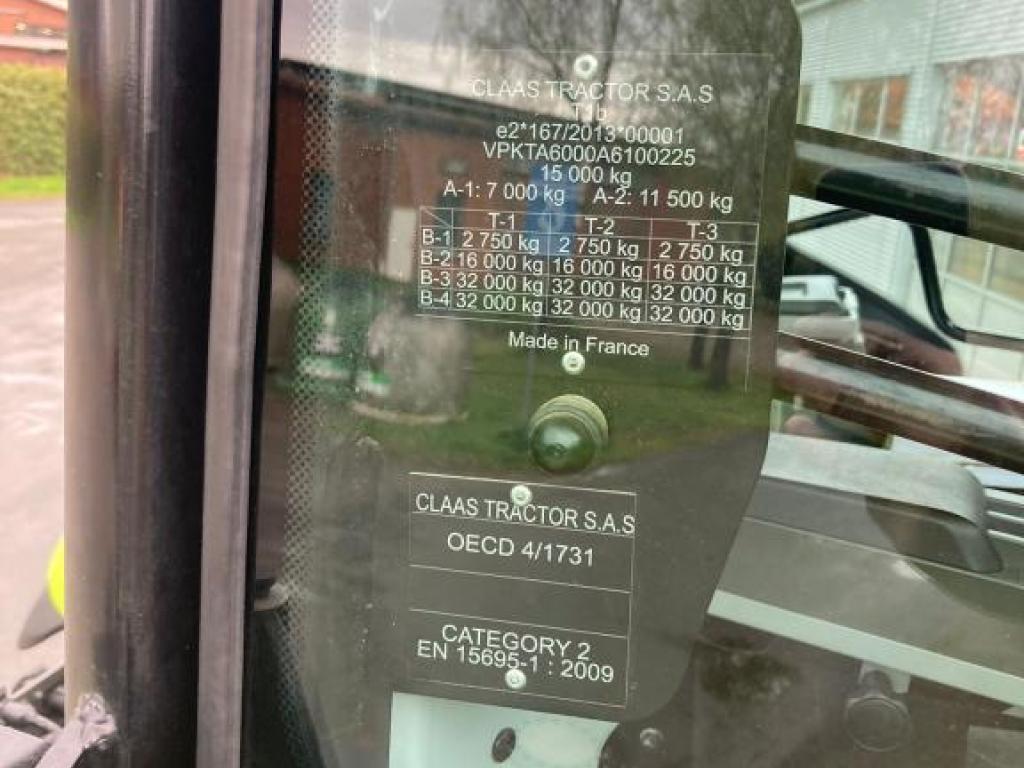 CLAAS TRACTOR S.A.S
T1b
e2*167/2013*00001
VPKTA6000A6100225
15 000 kg
A-1: 7 000 kg A-2: 11 500 kg
T-1 T-2 T-3
B-1 2 750 kg 2 750 kg 2 750 kg
B-2 16 000 kg 16 000 kg 16 000 kg
B-3 32 000 kg 32 000 kg 32 000 kg
B-4 32 000 kg 32 000 kg 32 000 kg
Made in France
CLAAS TRACTOR S.A.S
OECD 4/1731
CATEGORY 2
EN 15695-1 : 2009